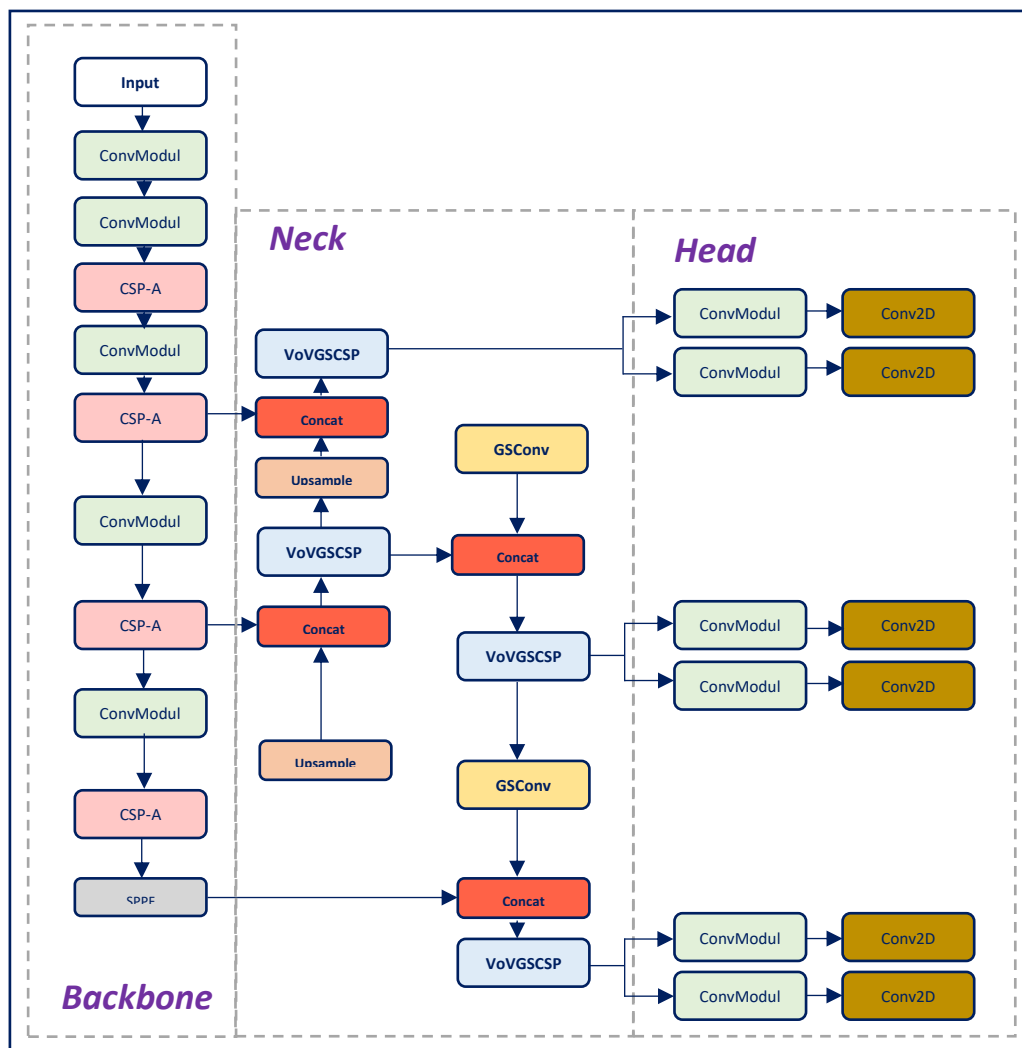 Input
ConvModul
ConvModul
CSP-A
ConvModul
CSP-A
ConvModul
CSP-A
ConvModul
CSP-A
SPPF
Backbone
Neck
VoVGSCSP
Concat
Upsample
VoVGSCSP
Concat
Upsample
GSConv
Concat
VoVGSCSP
GSConv
Concat
VoVGSCSP
Head
ConvModul
Conv2D
ConvModul
Conv2D
ConvModul
Conv2D
ConvModul
Conv2D
ConvModul
Conv2D
ConvModul
Conv2D